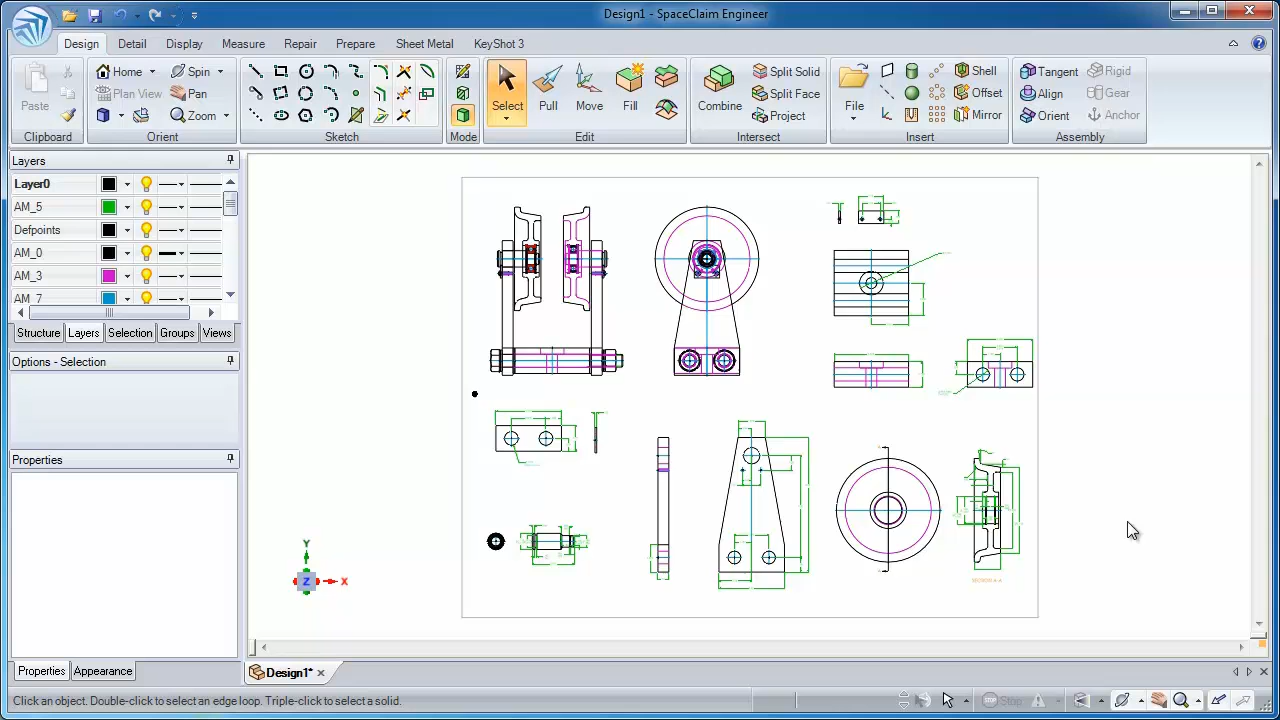 Design1 - SpaceClaim Engineer
Design Detail Display Measure Repair Prepare Sheet Metal KeyShot 3
Paste
Clipboard
Home Spin
Plan View Pan
Zoom
Orient
Sketch
Mode
Select Pull Move Fill
Edit
Combine
Split Solid
Split Face
Project
Intersect
File
Shell
Offset
Mirror
Insert
Tangent Rigid
Align Gear
Orient Anchor
Assembly
Layers
Layer0
AM_5
Defpoints
AM_0
AM_3
AM_7
Structure Layers Selection Groups Views
Options - Selection
Properties
Properties Appearance
Y
Z X
SECTION A-A
Design1*
Click an object. Double-click to select an edge loop. Triple-click to select a solid.
Stop